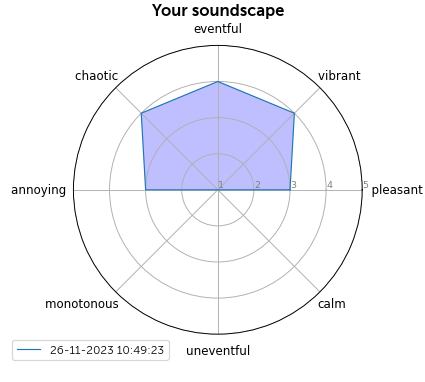 Your soundscape
eventful
chaotic
vibrant
annoying
1
2
3
4
5
pleasant
monotonous
calm
26-11-2023 10:49:23
uneventful